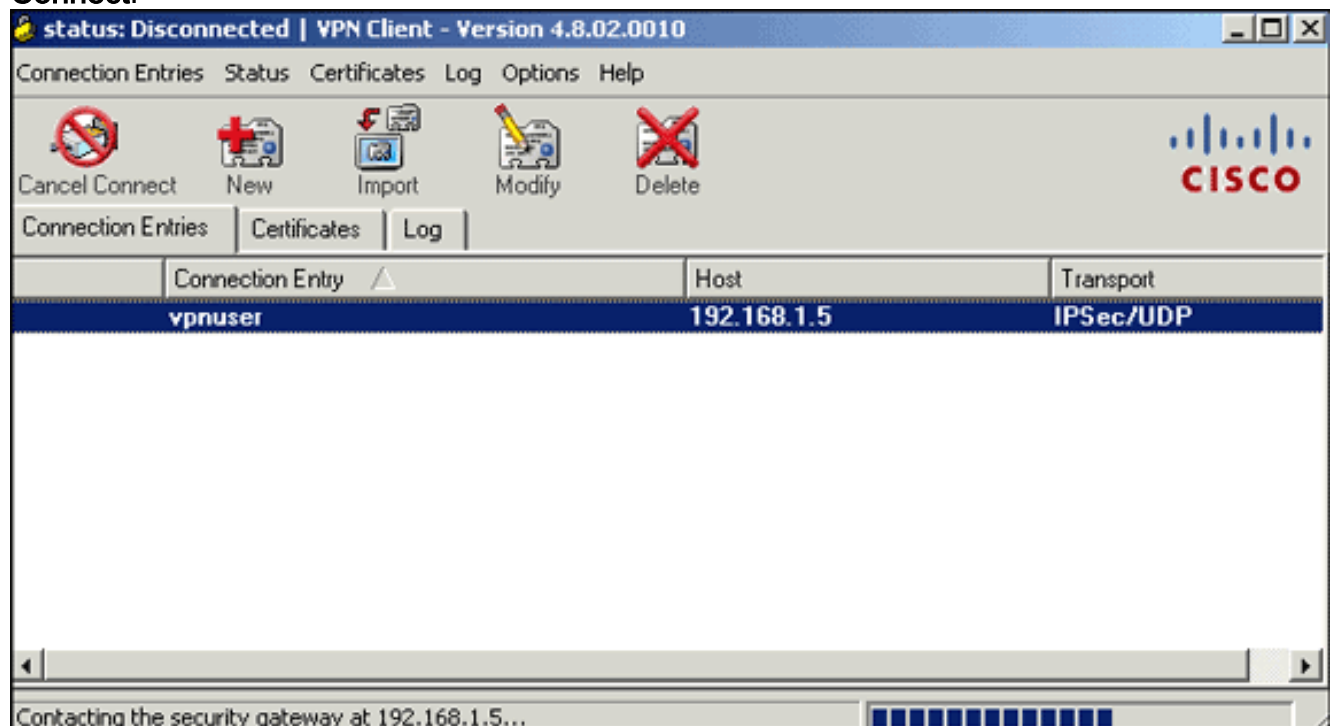 Connect.
status: Disconnected | VPN Client - Version 4.8.02.0010
Connection Entries Status Certificates Log Options Help
Cancel Connect New Import Modify Delete
CISCO
Connection Entries Certificates Log
Connection Entry Host Transport
vpnuser 192.168.1.5 IPSec/UDP
Contacting the security gateway at 192.168.1.5...